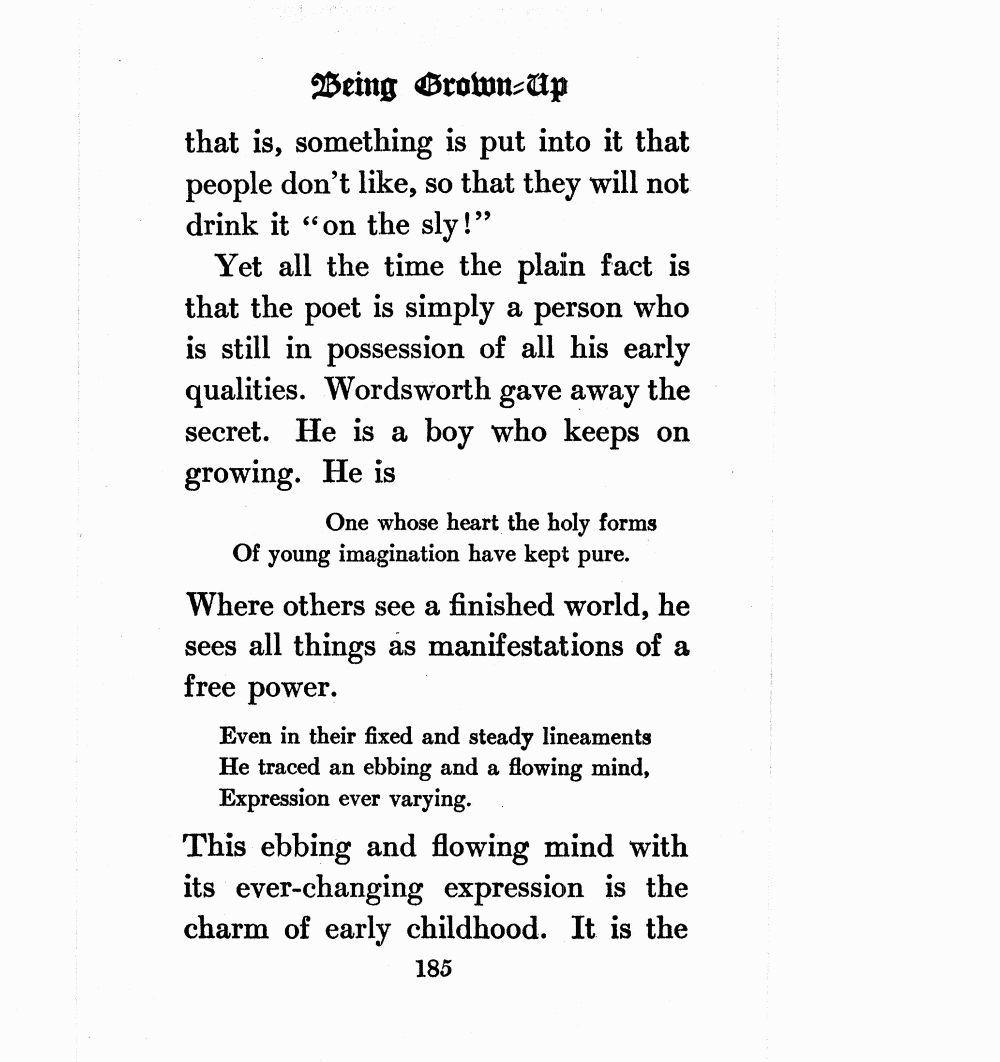 Being Grown-Up
that is, something is put into it that
people don't like, so that they will not
drink it "on the sly!"
Yet all the time the plain fact is
that the poet is simply a person who
is still in possession of all his early
qualities. Wordsworth gave away the
secret. He is a boy who keeps on
growing. He is
One whose heart the holy forms
Of young imagination have kept pure.
Where others see a finished world, he
sees all things as manifestations of a
free power.
Even in their fixed and steady lineaments
He traced an ebbing and a flowing mind,
Expression ever varying.
This ebbing and flowing mind with
its ever-changing expression is the
charm of early childhood. It is the
185